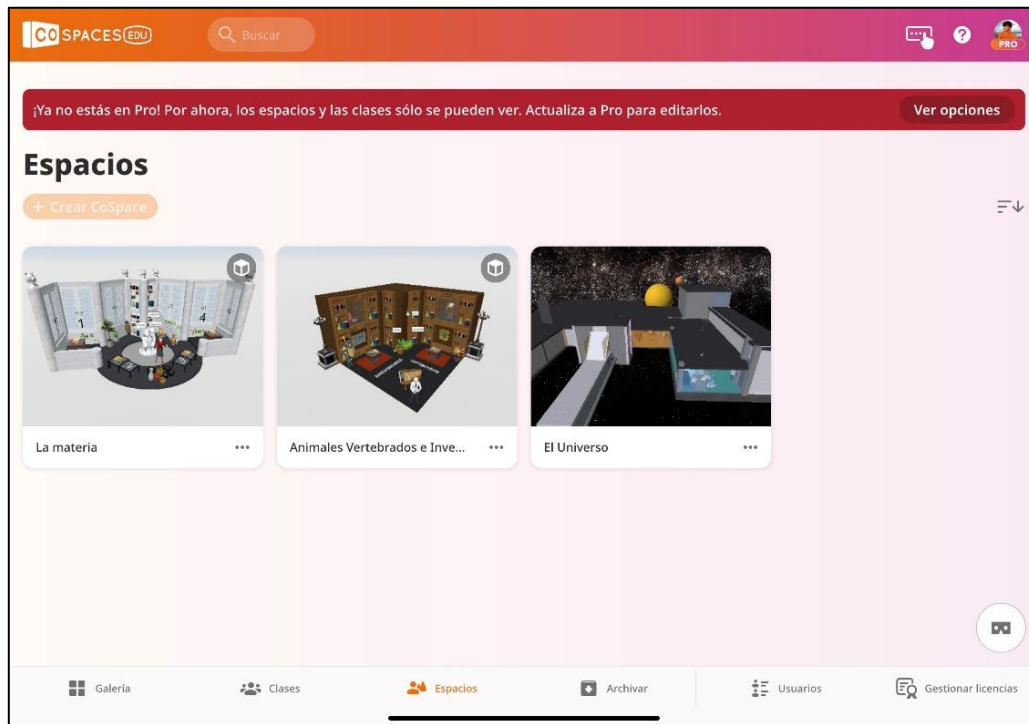 CO SPACES EDU
Buscar
PRO
¡Ya no estás en Pro! Por ahora, los espacios y las clases sólo se pueden ver. Actualiza a Pro para editarlos.
Ver opciones
Espacios
+ Crear CoSpace
1
4
La materia
Animales Vertebrados e Inve...
El Universo
Galería
Clases
Espacios
Archivar
Usuarios
Gestionar licencias